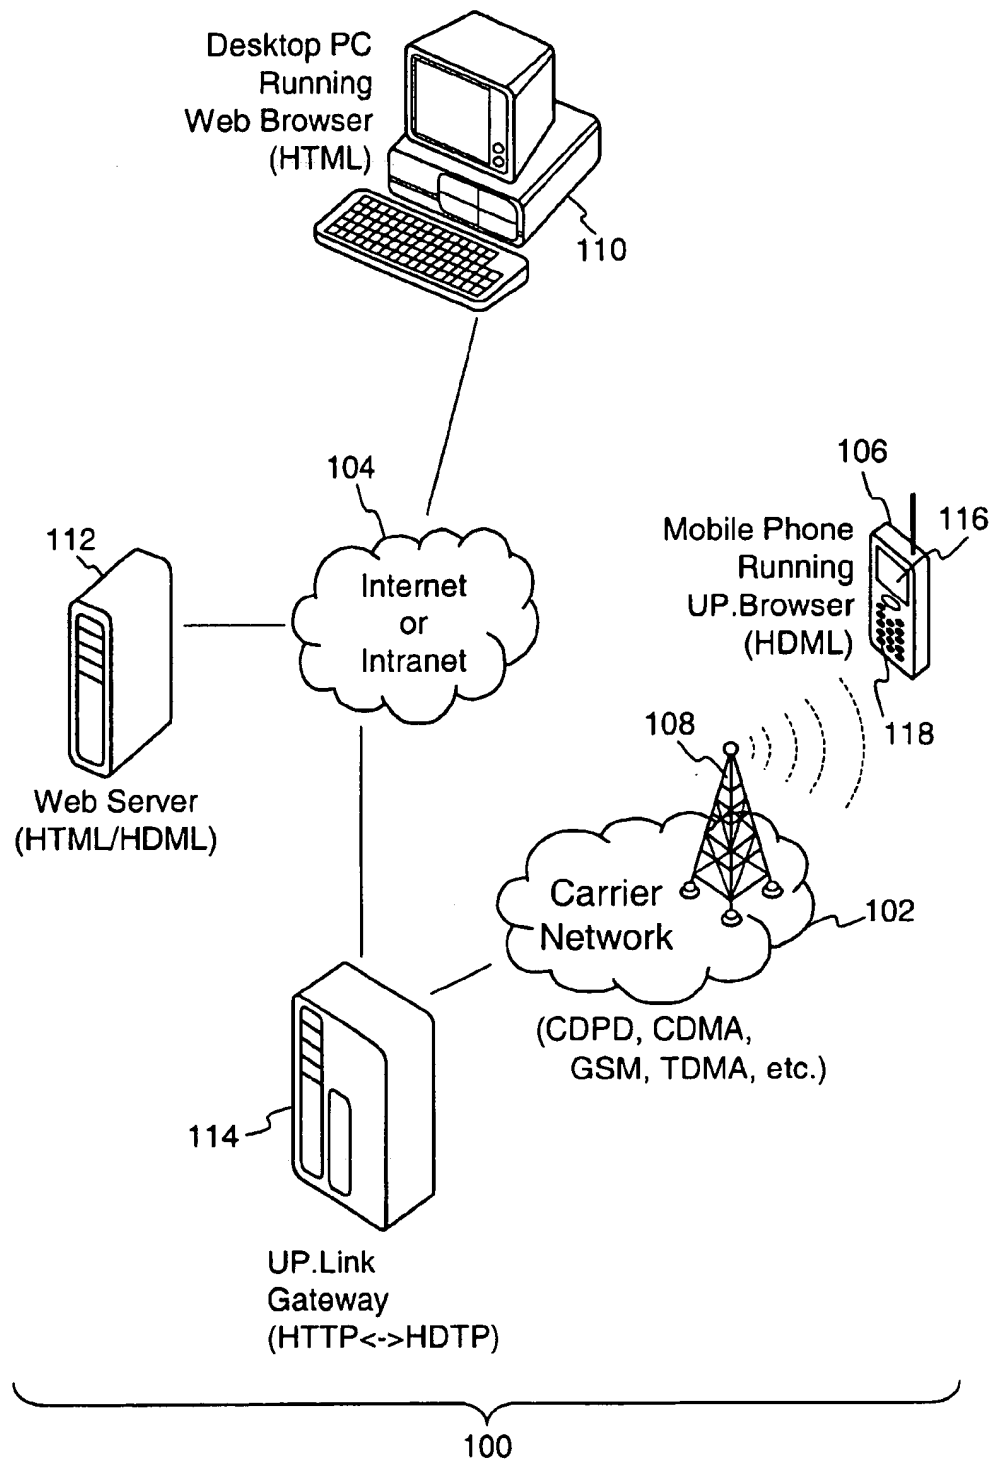 Desktop PC
Running
Web Browser
(HTML)
110
104
112
Internet
or
Intranet
106
116
Mobile Phone
Running
UP.Browser
(HDML)
118
108
Web Server
(HTML/HDML)
Carrier
Network
102
(CDPD, CDMA,
GSM, TDMA, etc.)
114
UP.Link
Gateway
(HTTP<->HDTP)
100